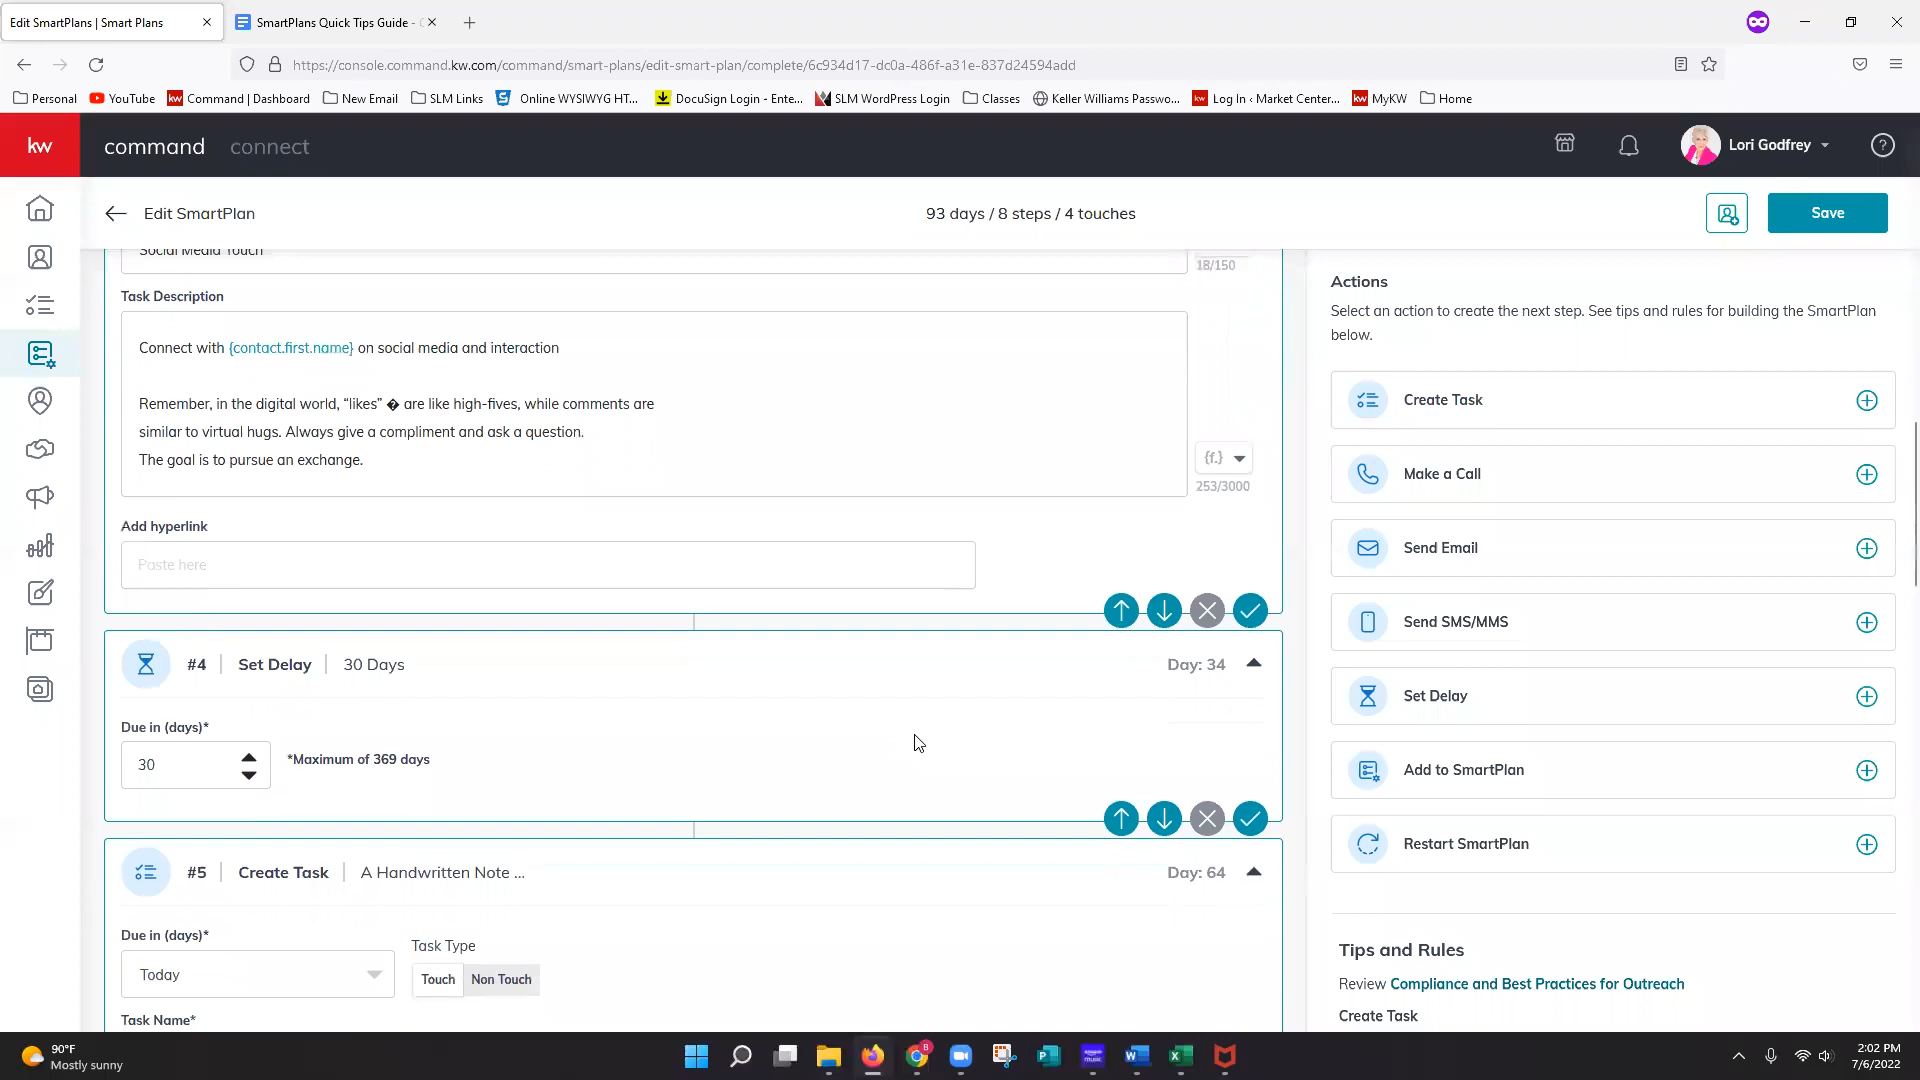 Edit SmartPlans | Smart Plans
SmartPlans Quick Tips Guide -
https://console.command.kw.com/command/smart-plans/edit-smart-plan/complete/6c934d17-dc0a-486f-a31e-837d24594add
Personal
YouTube
kw Command | Dashboard
New Email
SLM Links
Online WYSIWYG HT...
DocuSign Login - Ente...
SLM WordPress Login
Classes
Keller Williams Passwo...
kw Log In ‹ Market Center...
kw MyKW
Home
kw
command connect
Lori Godfrey
Edit SmartPlan
93 days / 8 steps / 4 touches
Save
Social Media Touch
18/150
Task Description
Connect with {contact.first.name} on social media and interaction
Remember, in the digital world, “likes” � are like high-fives, while comments are
similar to virtual hugs. Always give a compliment and ask a question.
The goal is to pursue an exchange.
{f.}
253/3000
Add hyperlink
Paste here
#4 Set Delay 30 Days Day: 34
Due in (days)*
30
*Maximum of 369 days
#5 Create Task A Handwritten Note ... Day: 64
Due in (days)*
Task Type
Today
Touch Non Touch
Task Name*
Actions
Select an action to create the next step. See tips and rules for building the SmartPlan
below.
Create Task
Make a Call
Send Email
Send SMS/MMS
Set Delay
Add to SmartPlan
Restart SmartPlan
Tips and Rules
Review Compliance and Best Practices for Outreach
Create Task
90°F
Mostly sunny
2:02 PM
7/6/2022